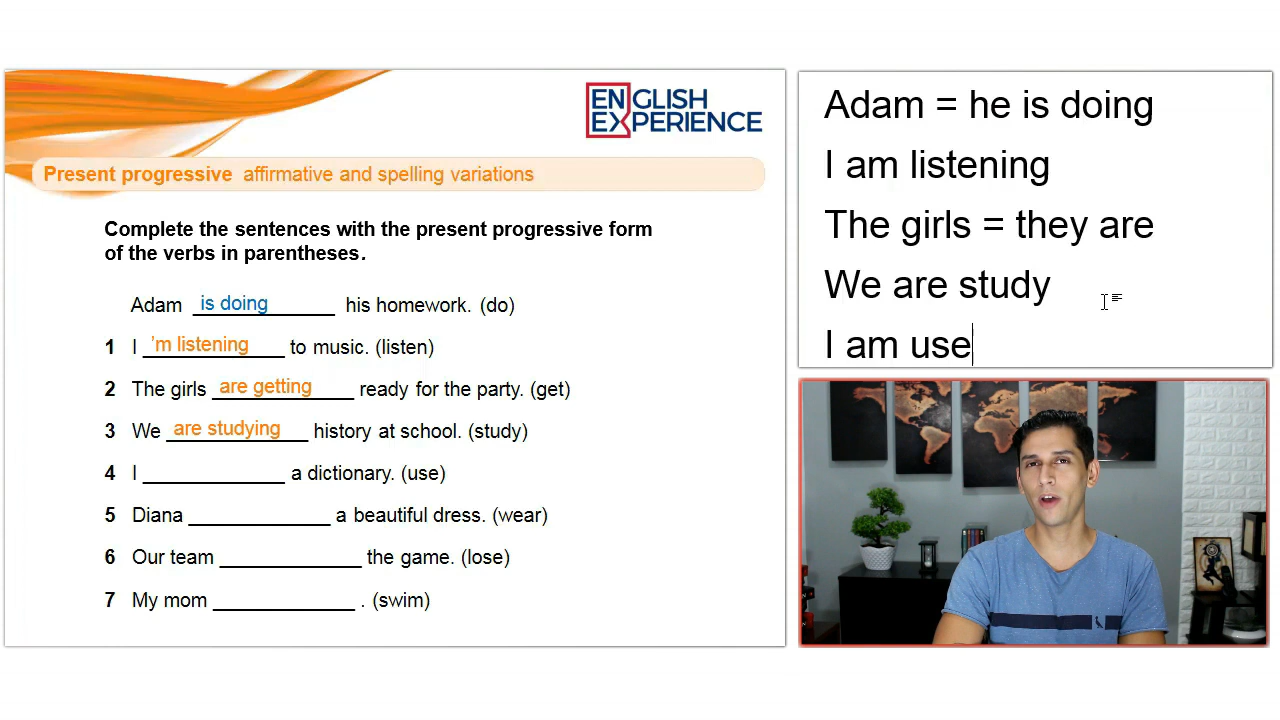 ENGLISH
EXPERIENCE
Present progressive affirmative and spelling variations
Complete the sentences with the present progressive form
of the verbs in parentheses.
Adam is doing his homework. (do)
1 I 'm listening to music. (listen)
2 The girls are getting ready for the party. (get)
3 We are studying history at school. (study)
4 I ____________ a dictionary. (use)
5 Diana ____________ a beautiful dress. (wear)
6 Our team ____________ the game. (lose)
7 My mom ____________ . (swim)
Adam = he is doing
I am listening
The girls = they are
We are study
I am use